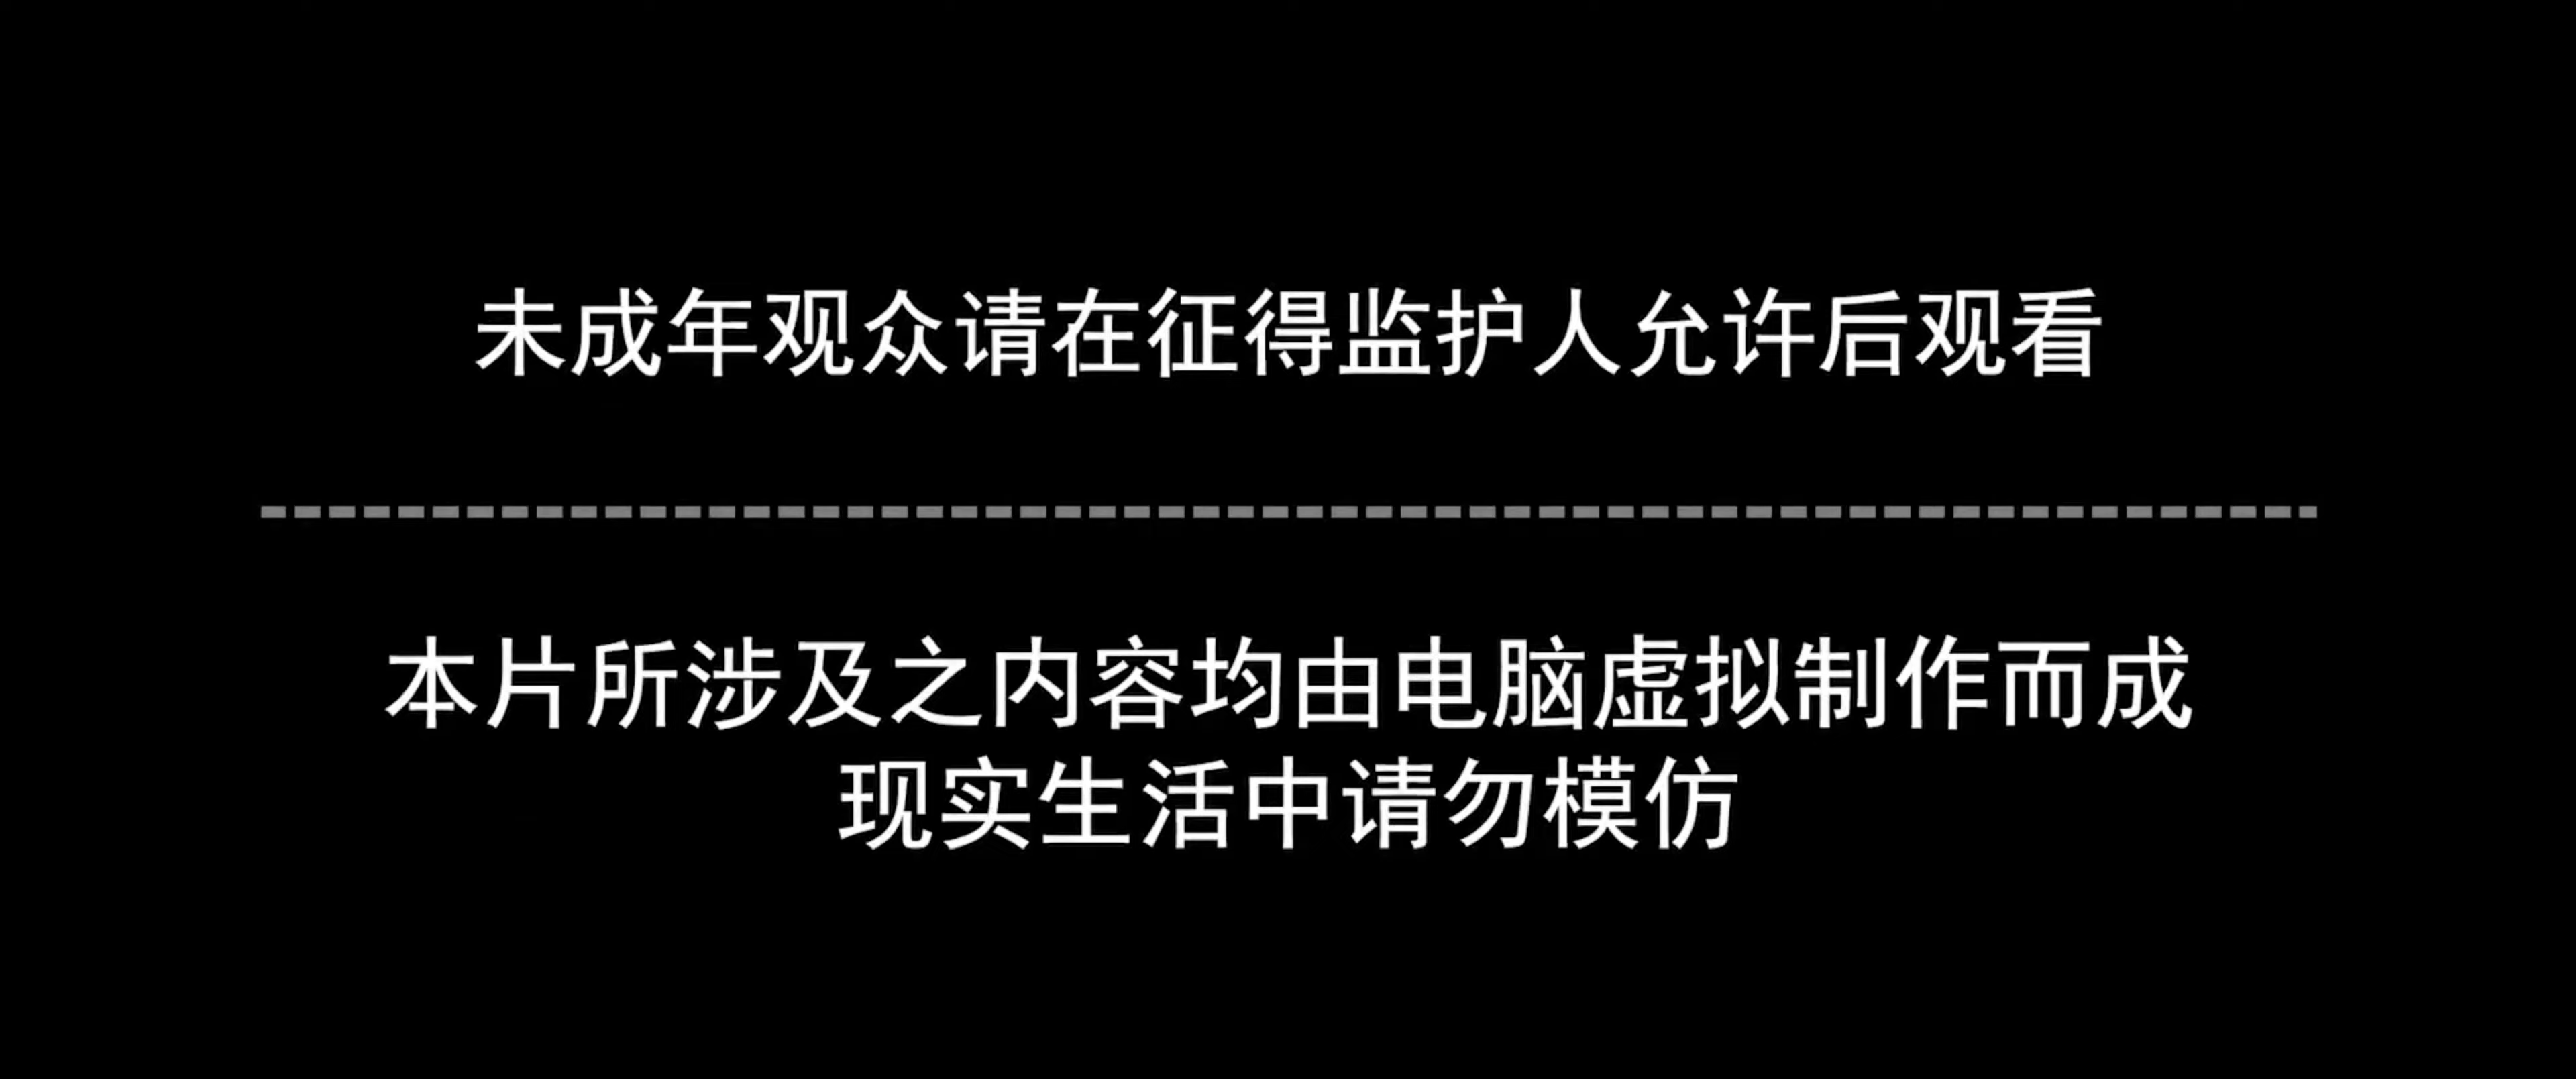 未成年观众请在征得监护人允许后观看
本片所涉及之内容均由电脑虚拟制作而成
现实生活中请勿模仿